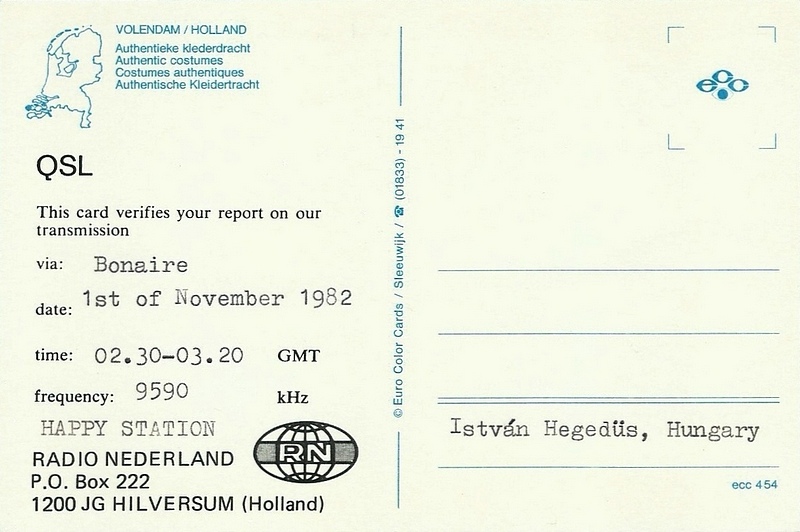 VOLENDAM / HOLLAND
Authentieke klederdracht
Authentic costumes
Costumes authentiques
Authentische Kleidertracht
QSL
This card verifies your report on our
transmission
via: Bonaire
date: 1st of November 1982
time: 02.30-03.20 GMT
frequency: 9590 kHz
HAPPY STATION
RADIO NEDERLAND
P.O. Box 222
1200 JG HILVERSUM (Holland)
RN
© Euro Color Cards / Sleeuwijk / ☎ (01833) - 19 41
ecc
István Hegedüs, Hungary
ecc 454